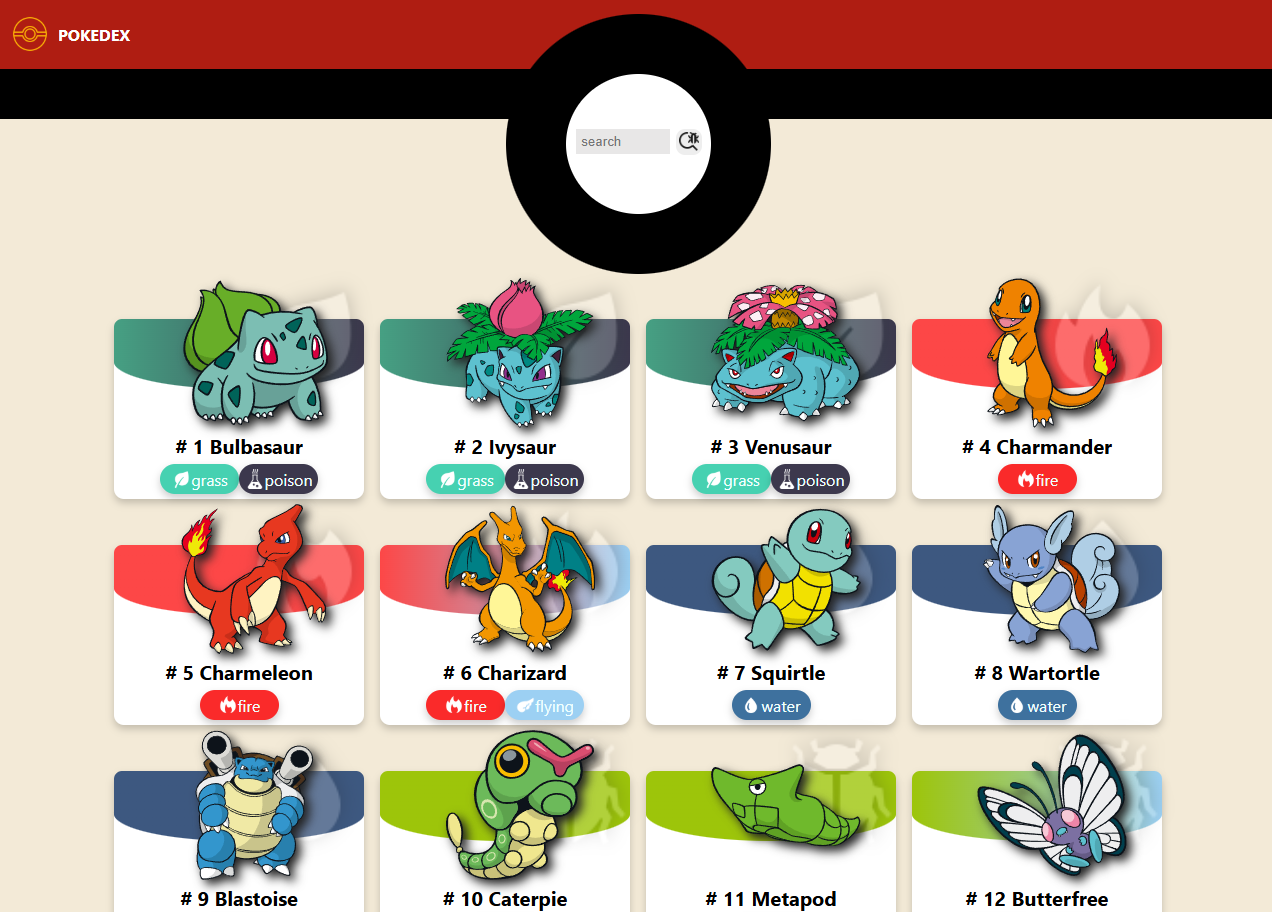 POKEDEX
search
# 1 Bulbasaur
grass poison
# 2 Ivysaur
grass poison
# 3 Venusaur
grass poison
# 4 Charmander
fire
# 5 Charmeleon
fire
# 6 Charizard
fire flying
# 7 Squirtle
water
# 8 Wartortle
water
# 9 Blastoise
# 10 Caterpie
# 11 Metapod
# 12 Butterfree